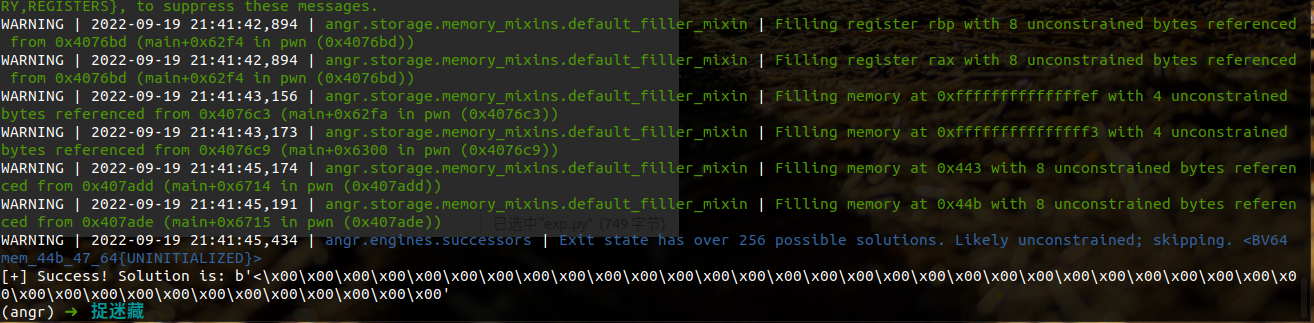 RY,REGISTERS}, to suppress these messages.
WARNING | 2022-09-19 21:41:42,894 | angr.storage.memory_mixins.default_filler_mixin | Filling register rbp with 8 unconstrained bytes referenced
 from 0x4076bd (main+0x62f4 in pwn (0x4076bd))
WARNING | 2022-09-19 21:41:42,894 | angr.storage.memory_mixins.default_filler_mixin | Filling register rax with 8 unconstrained bytes referenced
 from 0x4076bd (main+0x62f4 in pwn (0x4076bd))
WARNING | 2022-09-19 21:41:43,156 | angr.storage.memory_mixins.default_filler_mixin | Filling memory at 0xffffffffffffffef with 4 unconstrained
bytes referenced from 0x4076c3 (main+0x62fa in pwn (0x4076c3))
WARNING | 2022-09-19 21:41:43,173 | angr.storage.memory_mixins.default_filler_mixin | Filling memory at 0xfffffffffffffff3 with 4 unconstrained
bytes referenced from 0x4076c9 (main+0x6300 in pwn (0x4076c9))
WARNING | 2022-09-19 21:41:45,174 | angr.storage.memory_mixins.default_filler_mixin | Filling memory at 0x443 with 8 unconstrained bytes referen
ced from 0x407add (main+0x6714 in pwn (0x407add))
WARNING | 2022-09-19 21:41:45,191 | angr.storage.memory_mixins.default_filler_mixin | Filling memory at 0x44b with 8 unconstrained bytes referen
ced from 0x407ade (main+0x6715 in pwn (0x407ade))
已选中"exp.py" (749 字节)
WARNING | 2022-09-19 21:41:45,434 | angr.engines.successors | Exit state has over 256 possible solutions. Likely unconstrained; skipping. <BV64
mem_44b_47_64{UNINITIALIZED}>
[+] Success! Solution is: b'<\x00\x00\x00\x00\x00\x00\x00\x00\x00\x00\x00\x00\x00\x00\x00\x00\x00\x00\x00\x00\x00\x00\x00\x00\x00\x00\x00\x00\x0
0\x00\x00\x00\x00\x00\x00\x00\x00\x00\x00\x00\x00'
(angr) ➜ 捉迷藏